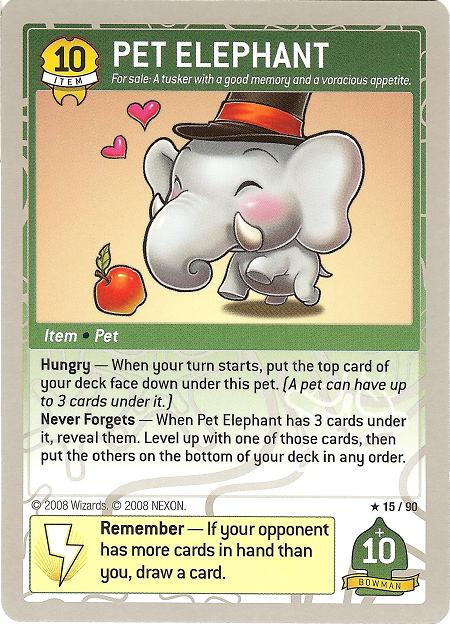 10
ITEM
PET ELEPHANT
For sale: A tusker with a good memory and a voracious appetite.
Item • Pet
Hungry — When your turn starts, put the top card of
your deck face down under this pet. (A pet can have up
to 3 cards under it.)
Never Forgets — When Pet Elephant has 3 cards under
it, reveal them. Level up with one of those cards, then
put the others on the bottom of your deck in any order.
© 2008 Wizards. © 2008 NEXON.
★ 15 / 90
Remember — If your opponent
has more cards in hand than
you, draw a card.
+
10
BOWMAN